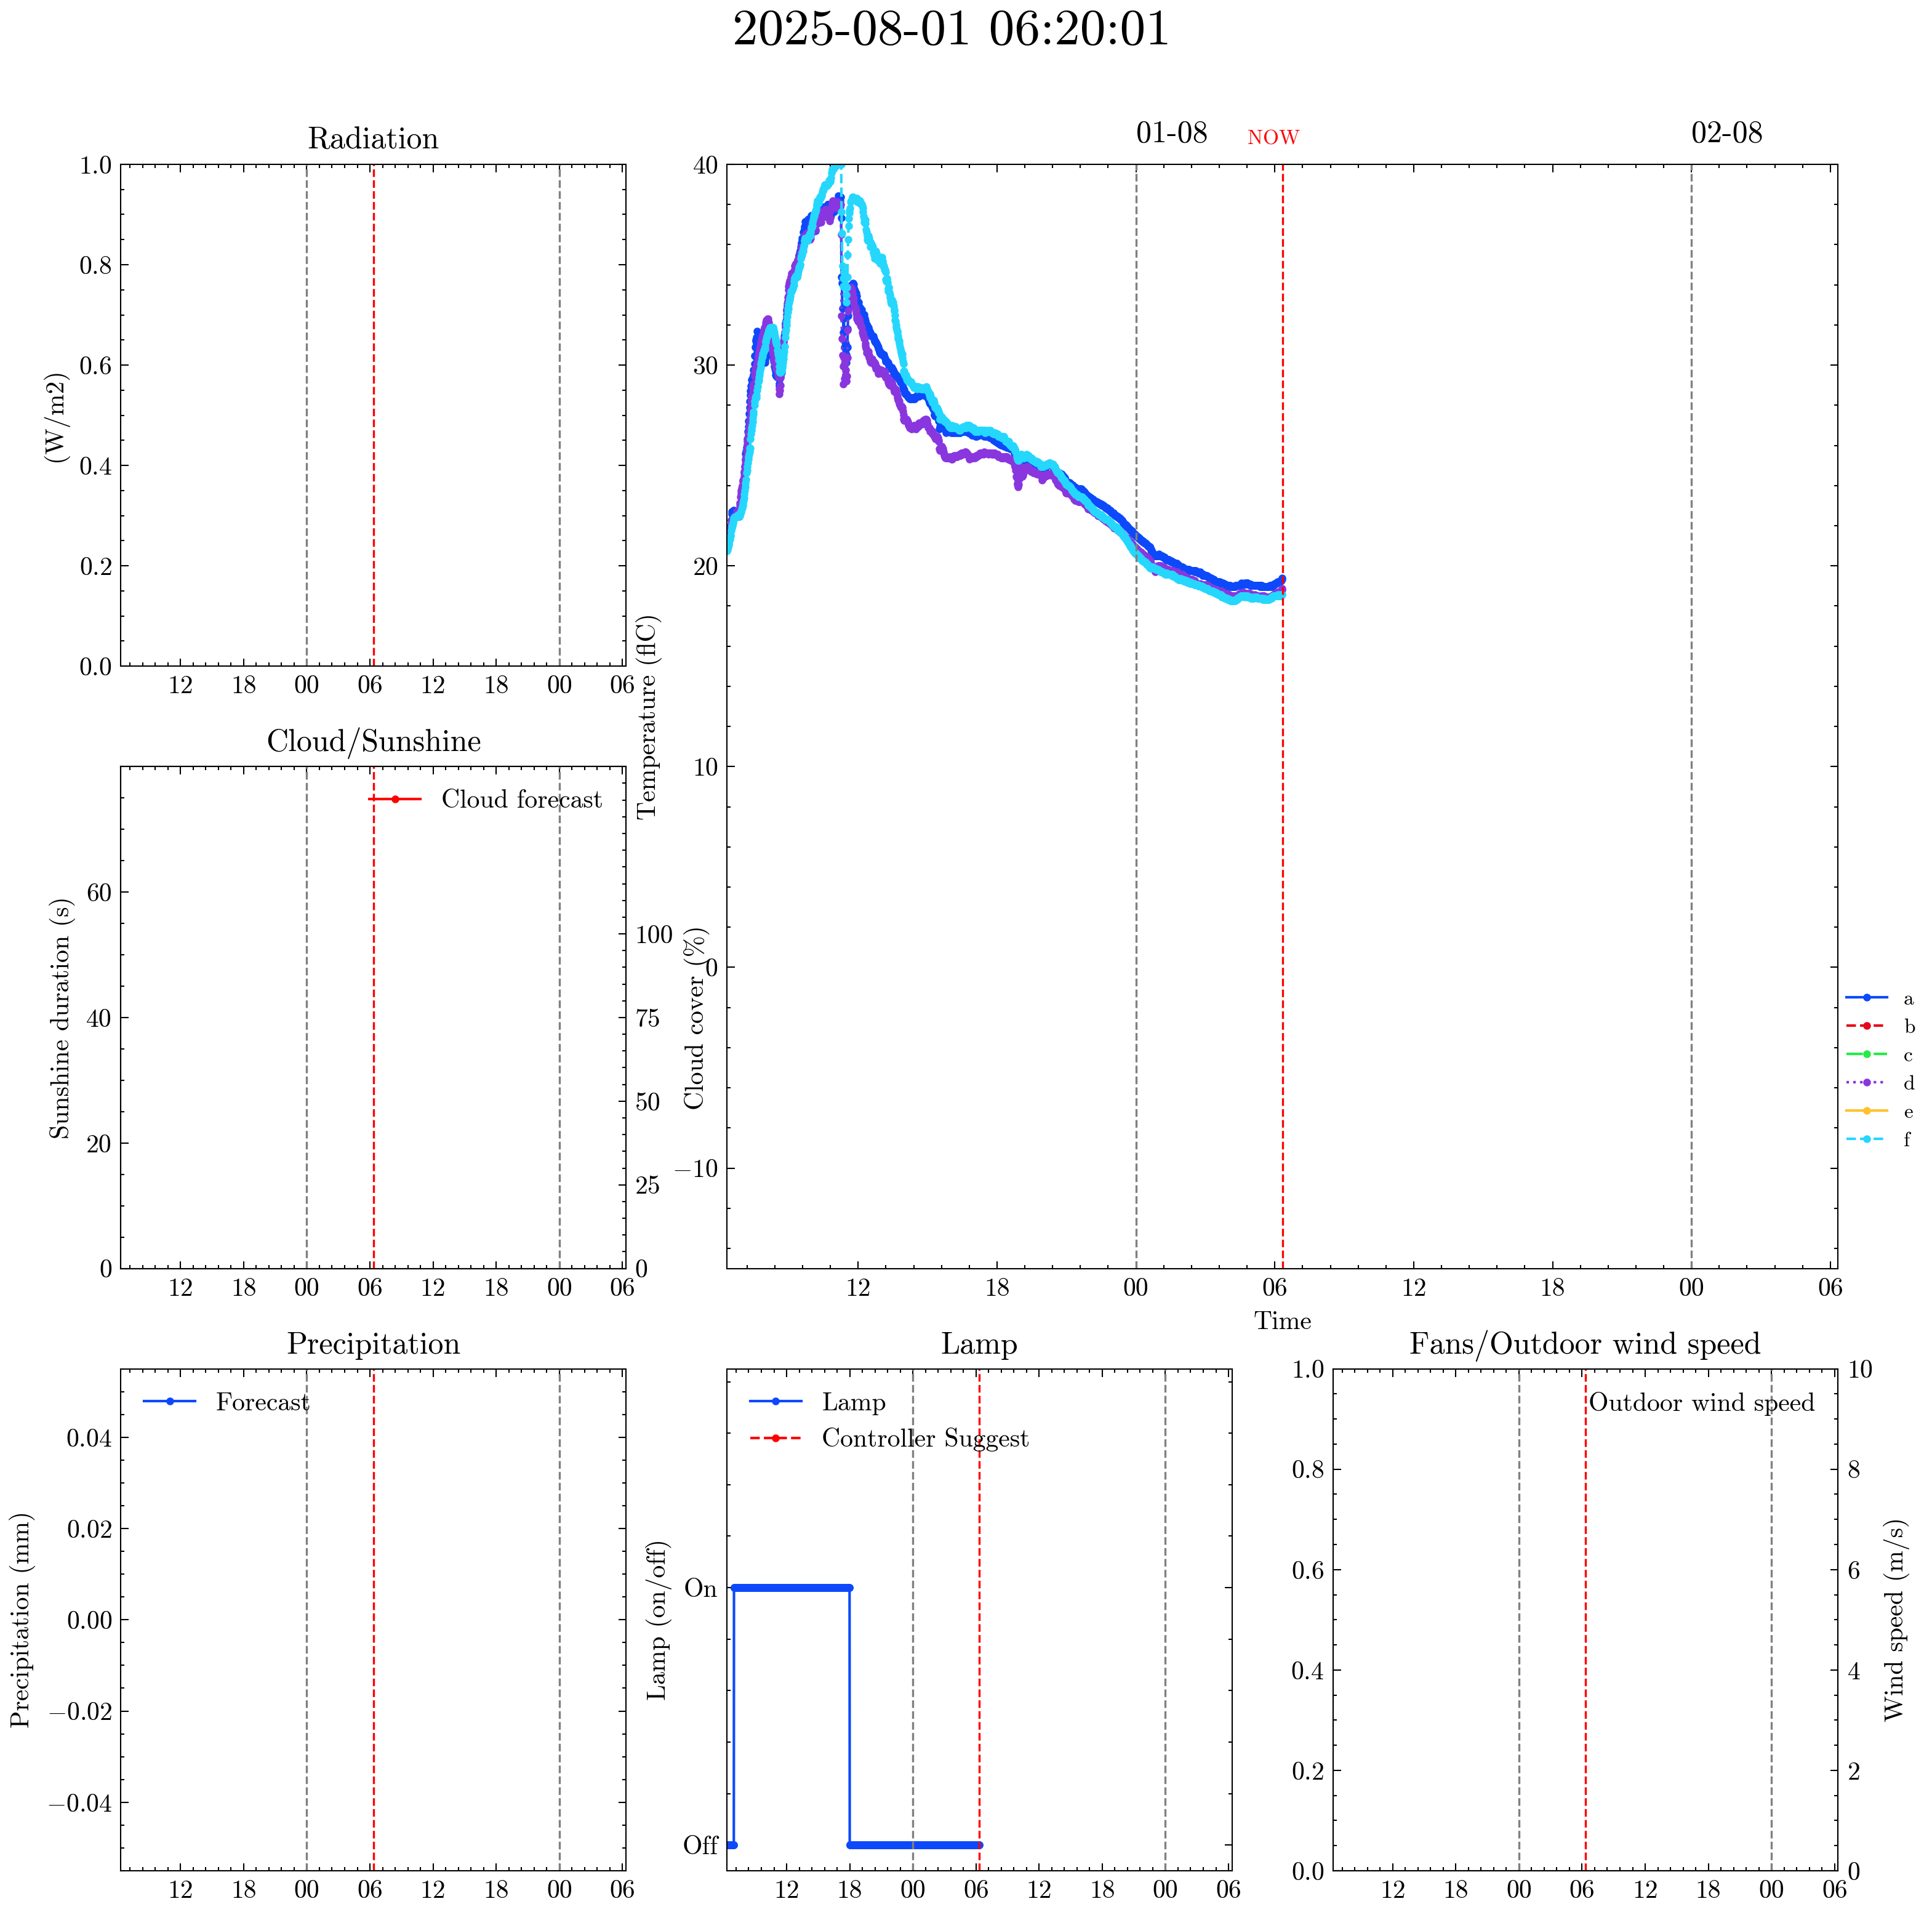 2025-08-01 06:20:01
Radiation
(W/m2)
1.0
0.8
0.6
0.4
0.2
0.0
12 18 00 06 12 18 00 06
01-08 NOW 02-08
Temperature (flC)
40
30
20
10
0
−10
12 18 00 06 12 18 00 06
Time
a
b
c
d
e
f
Cloud/Sunshine
Cloud forecast
Sunshine duration (s)
60
40
20
0
Cloud cover (%)
100
75
50
25
0
12 18 00 06 12 18 00 06
Precipitation
Forecast
Precipitation (mm)
0.04
0.02
0.00
−0.02
−0.04
12 18 00 06 12 18 00 06
Lamp
Lamp
Controller Suggest
Lamp (on/off)
On
Off
12 18 00 06 12 18 00 06
Fans/Outdoor wind speed
Outdoor wind speed
1.0
0.8
0.6
0.4
0.2
0.0
Wind speed (m/s)
10
8
6
4
2
0
12 18 00 06 12 18 00 06